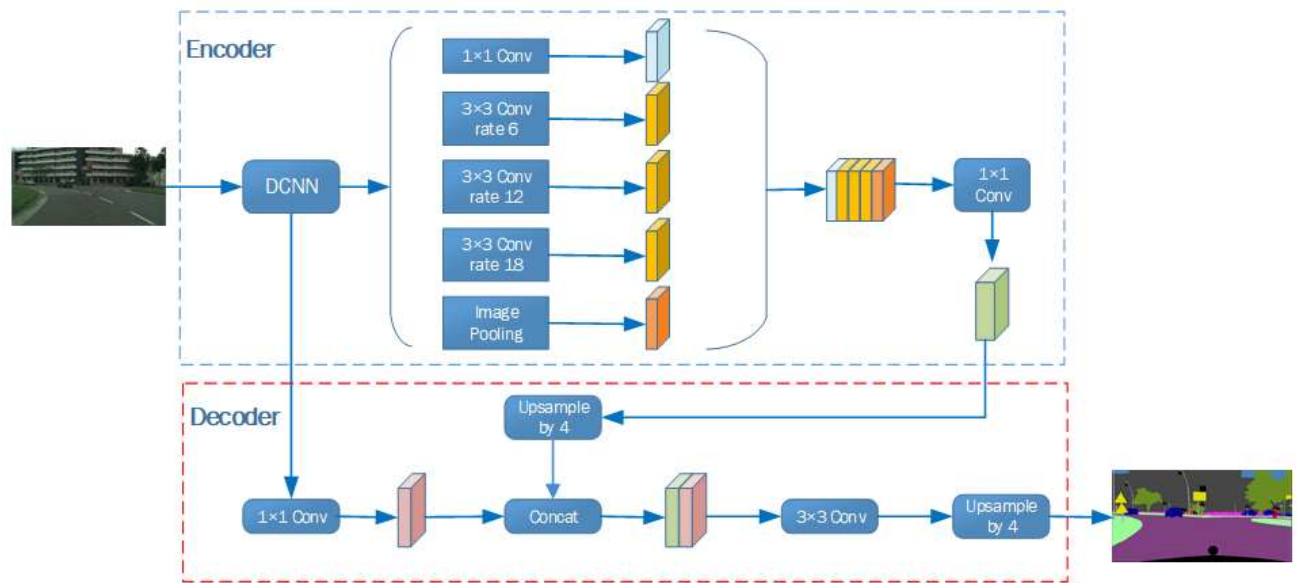 Encoder
1×1 Conv
3×3 Conv
rate 6
3×3 Conv
rate 12
3×3 Conv
rate 18
Image
Pooling
DCNN
1×1
Conv
Decoder
Upsample
by 4
1×1 Conv
Concat
3×3 Conv
Upsample
by 4